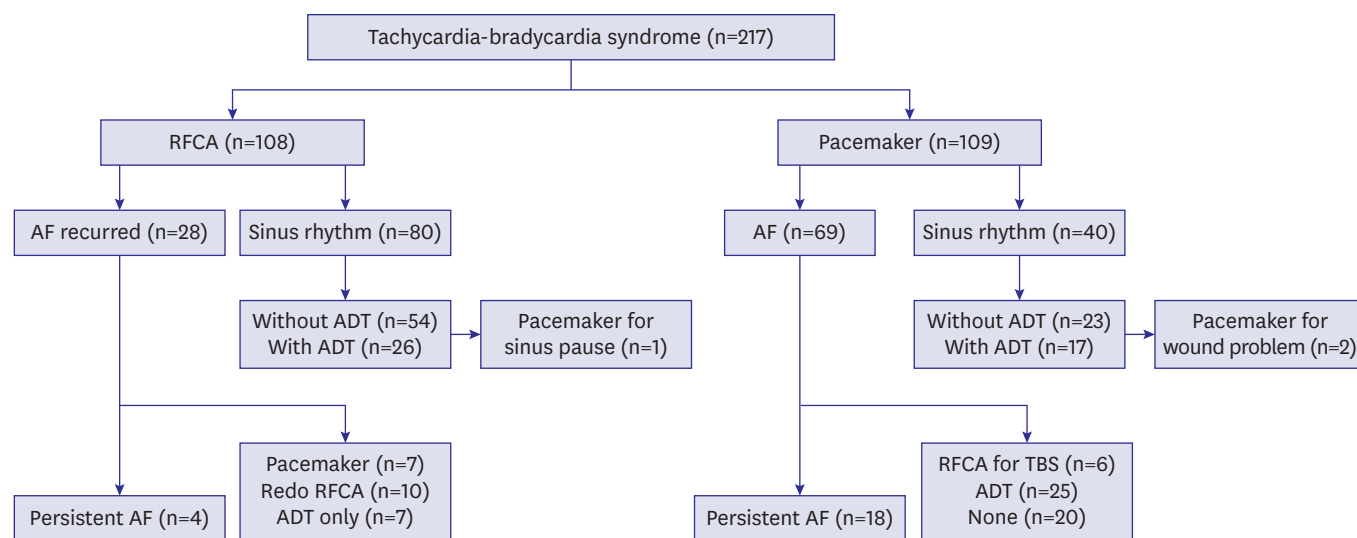 Tachycardia-bradycardia syndrome (n=217)
RFCA (n=108)
Pacemaker (n=109)
AF recurred (n=28)
Sinus rhythm (n=80)
AF (n=69)
Sinus rhythm (n=40)
Without ADT (n=54)
With ADT (n=26)
Pacemaker for
sinus pause (n=1)
Without ADT (n=23)
With ADT (n=17)
Pacemaker for
wound problem (n=2)
Persistent AF (n=4)
Pacemaker (n=7)
Redo RFCA (n=10)
ADT only (n=7)
Persistent AF (n=18)
RFCA for TBS (n=6)
ADT (n=25)
None (n=20)